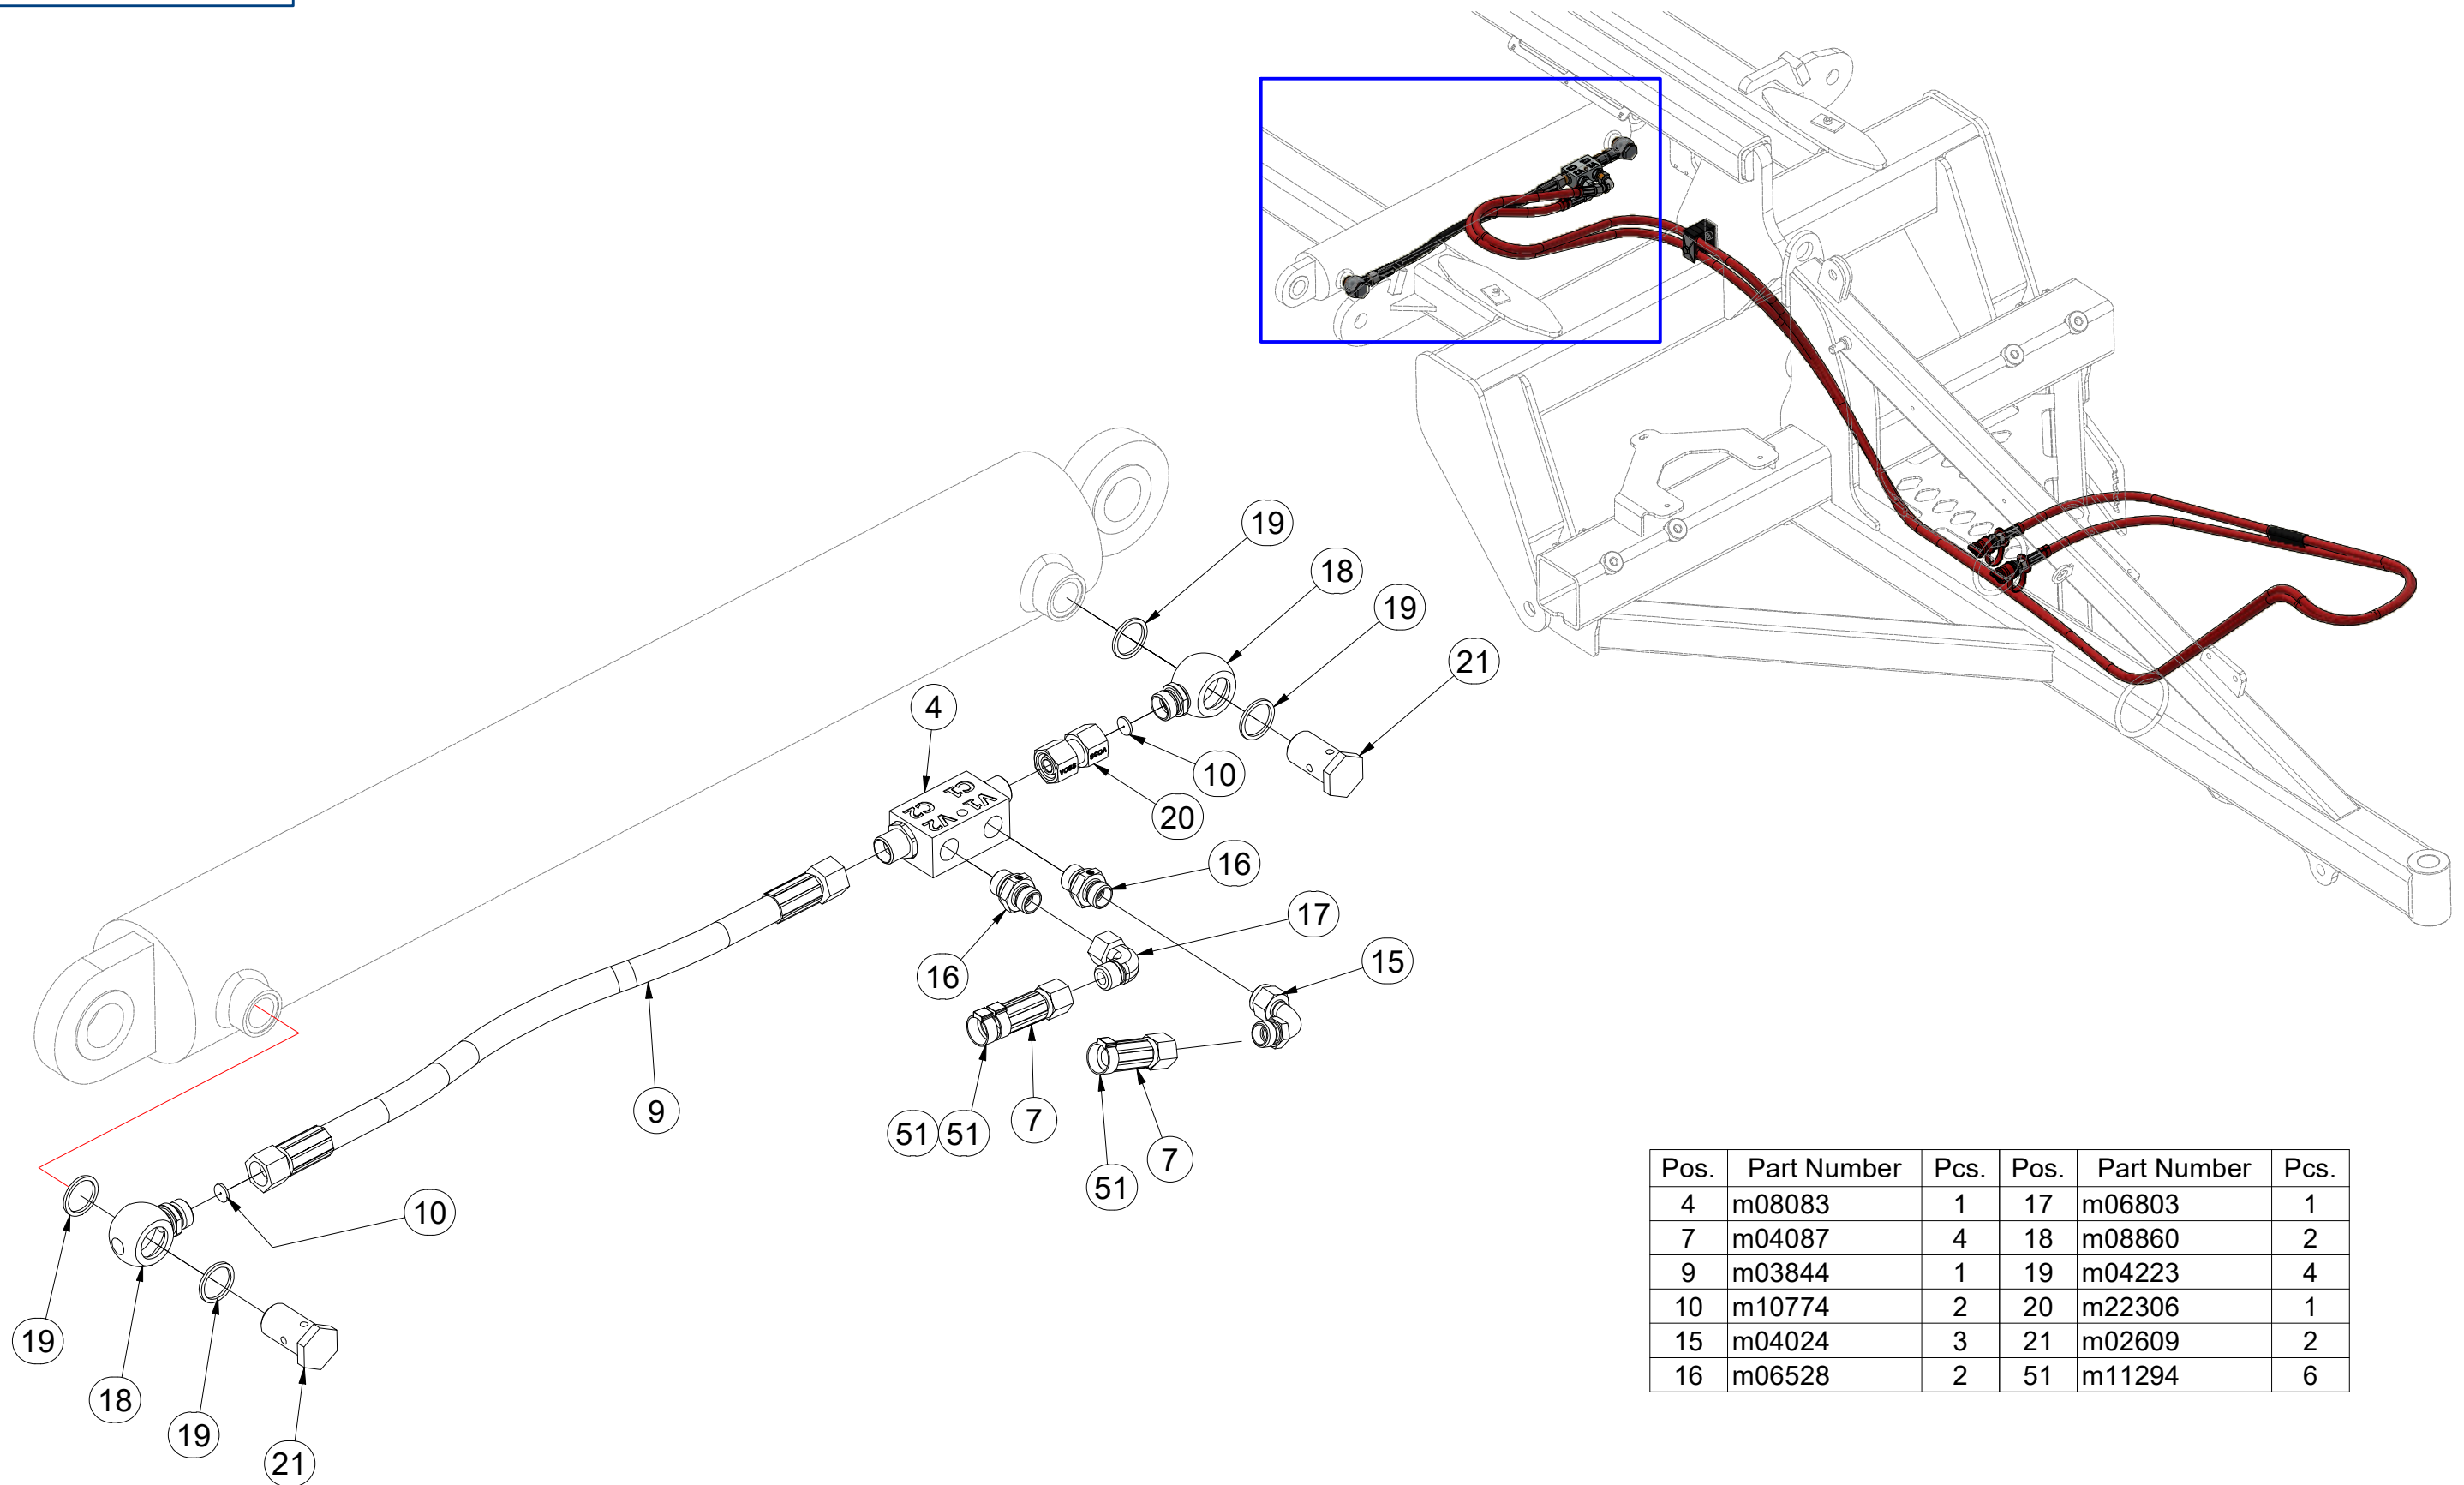 19
18
19
21
4
10
20
VOSS
VOSS
C1
V1
C2
V2
16
16
17
15
9
51 51
7
7
51
10
19
18
19
21
Pos. Part Number Pcs. Pos. Part Number Pcs.
4 m08083 1 17 m06803 1
7 m04087 4 18 m08860 2
9 m03844 1 19 m04223 4
10 m10774 2 20 m22306 1
15 m04024 3 21 m02609 2
16 m06528 2 51 m11294 6